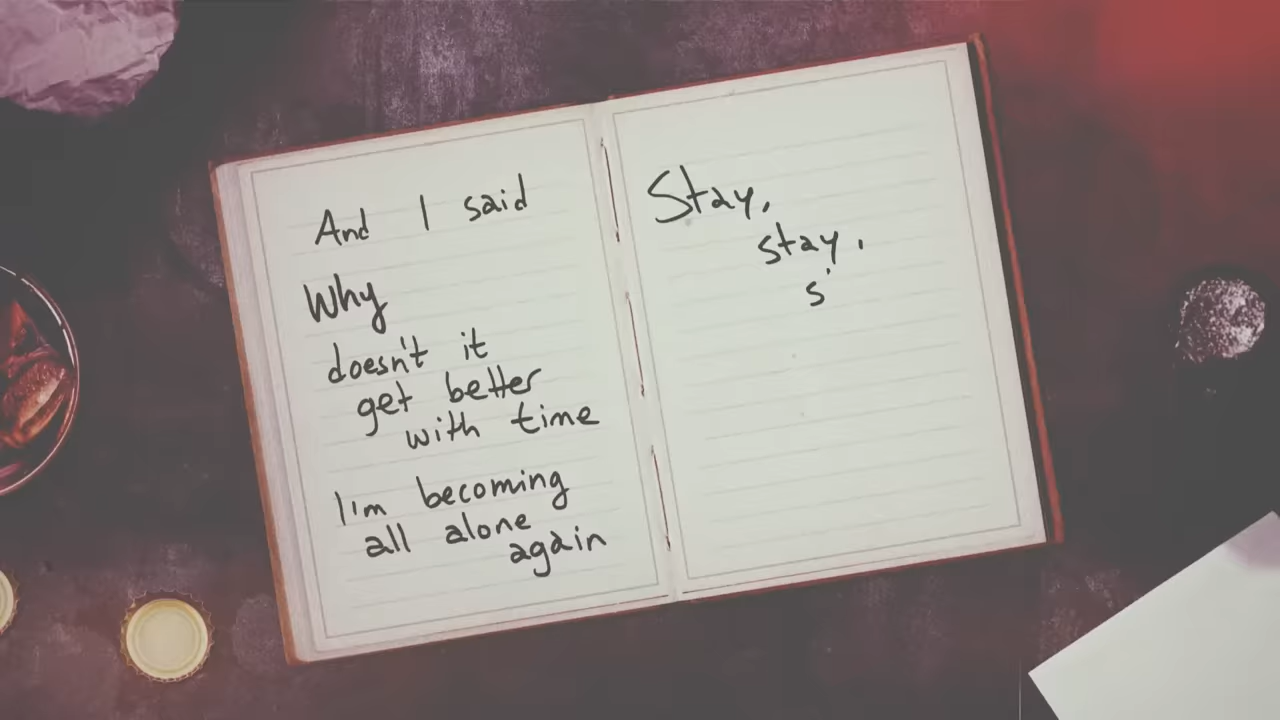 And I said
Why
doesn't it
get better
with time
I'm becoming
all alone
again
Stay,
stay,
s